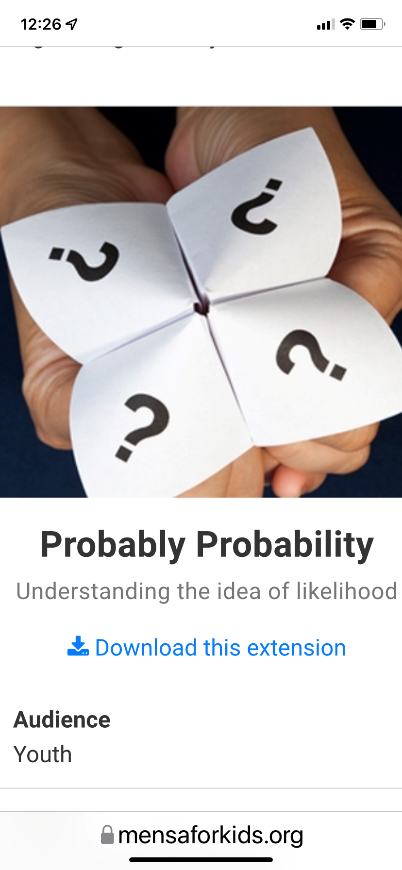 12:26
?
?
?
?
Probably Probability
Understanding the idea of likelihood
Download this extension
Audience
Youth
mensaforkids.org